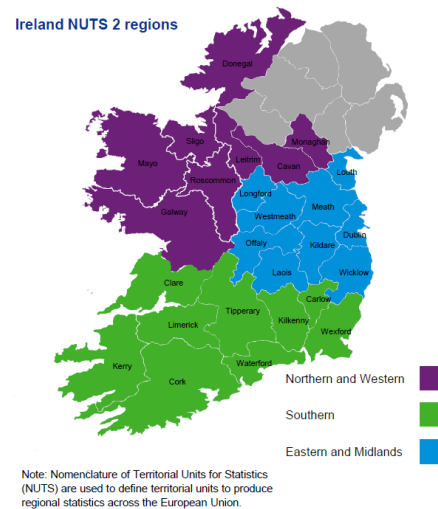 Ireland NUTS 2 regions
Donegal
Monaghan
Sligo
Leitrim
Cavan
Mayo
Louth
Roscommon
Longford
Meath
Galway
Westmeath
Dublin
Offaly
Kildare
Laois
Wicklow
Clare
Carlow
Tipperary
Kilkenny
Limerick
Wexford
Waterford
Kerry
Cork
Northern and Western
Southern
Eastern and Midlands
Note: Nomenclature of Territorial Units for Statistics
(NUTS) are used to define territorial units to produce
regional statistics across the European Union.